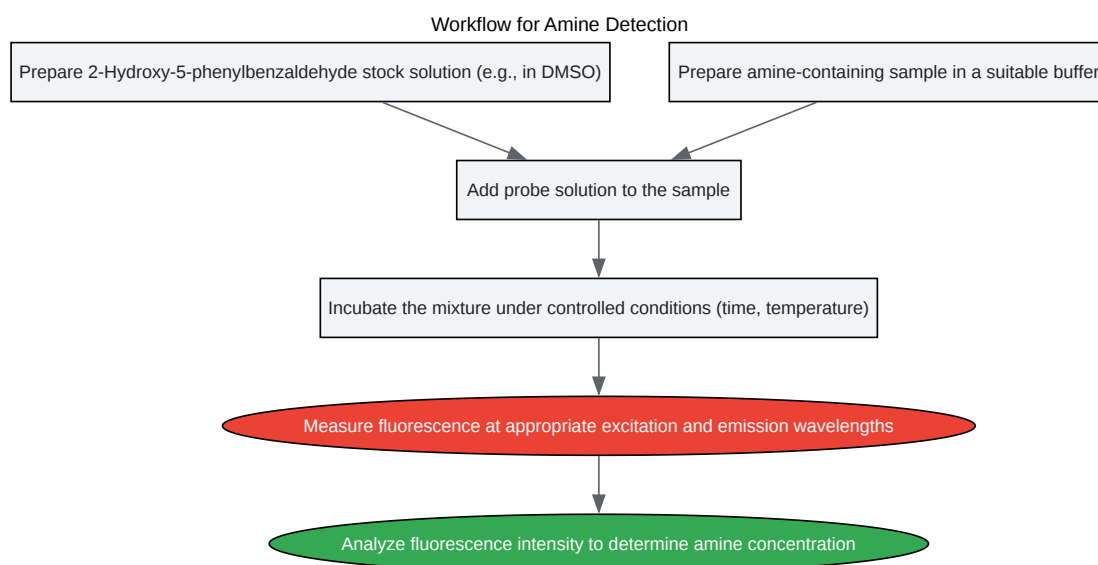 Workflow for Amine Detection
Prepare 2-Hydroxy-5-phenylbenzaldehyde stock solution (e.g., in DMSO)
Prepare amine-containing sample in a suitable buffer
Add probe solution to the sample
Incubate the mixture under controlled conditions (time, temperature)
Measure fluorescence at appropriate excitation and emission wavelengths
Analyze fluorescence intensity to determine amine concentration